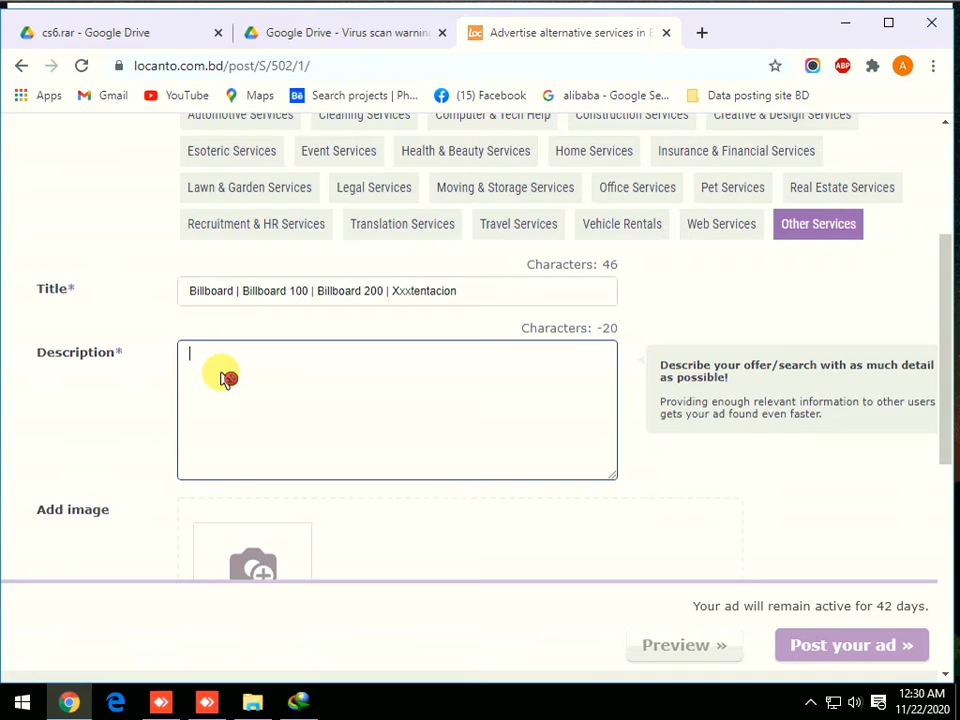 cs6.rar - Google Drive
Google Drive - Virus scan warning
Loc
Advertise alternative services in
locanto.com.bd/post/S/502/1/
ABP
A
Apps
Gmail
YouTube
Maps
Bē
Search projects | Ph...
(15) Facebook
G
alibaba - Google Se...
Data posting site BD
Automotive Services
Cleaning Services
Computer & Tech Help
Construction Services
Creative & Design Services
Esoteric Services
Event Services
Health & Beauty Services
Home Services
Insurance & Financial Services
Lawn & Garden Services
Legal Services
Moving & Storage Services
Office Services
Pet Services
Real Estate Services
Recruitment & HR Services
Translation Services
Travel Services
Vehicle Rentals
Web Services
Other Services
Characters: 46
Title*
Billboard | Billboard 100 | Billboard 200 | Xxxtentacion
Characters: -20
Description*
Describe your offer/search with as much detail
as possible!
Providing enough relevant information to other users
gets your ad found even faster.
Add image
Your ad will remain active for 42 days.
Preview »
Post your ad »
12:30 AM
11/22/2020